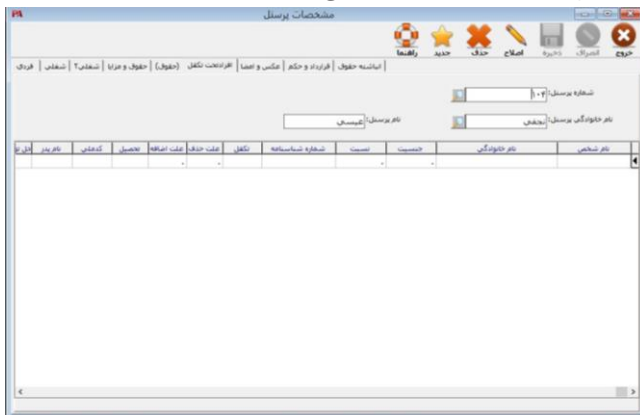 مشخصات پرسنل
خروج انصراف ذخیره اصلاح حذف جدید راهنما
فردی شغلی شغلی۲ حقوق و مزایا (حقوق) افرادتحت تکفل عکس و امضا قرارداد و حکم انباشته حقوق
شماره پرسنل: ۱۰۴
نام خانوادگی پرسنل: نجفی نام پرسنل: عیسی
نام شخص نام خانوادگی جنسیت نسبت شماره شناسنامه تکفل علت حذف علت اضافه تحصیل کدملی نام پدر